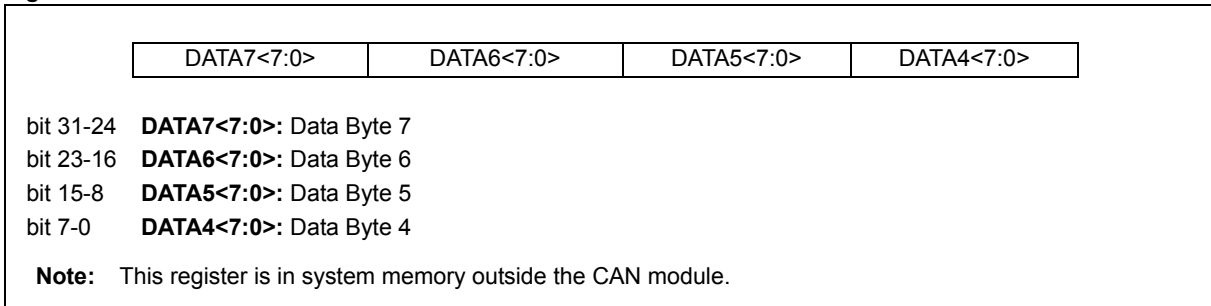 DATA7<7:0> DATA6<7:0> DATA5<7:0> DATA4<7:0>
bit 31-24 DATA7<7:0>: Data Byte 7
bit 23-16 DATA6<7:0>: Data Byte 6
bit 15-8 DATA5<7:0>: Data Byte 5
bit 7-0 DATA4<7:0>: Data Byte 4
Note: This register is in system memory outside the CAN module.